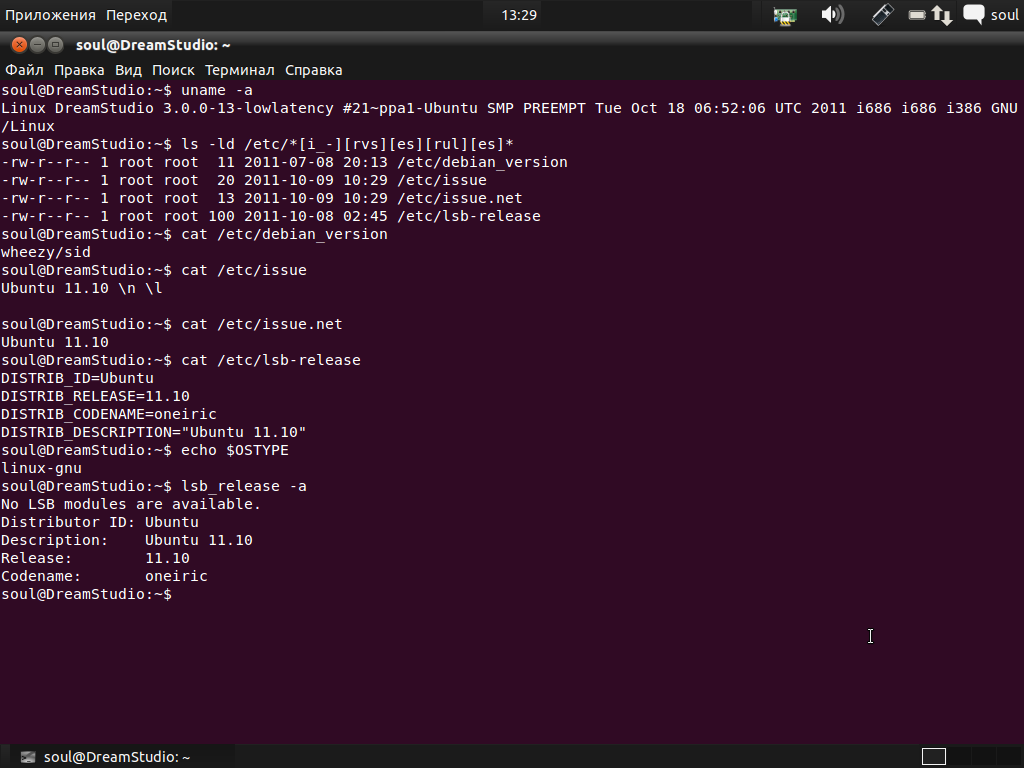 Приложения Переход 13:29 soul
soul@DreamStudio: ~
Файл Правка Вид Поиск Терминал Справка
soul@DreamStudio:~$ uname -a
Linux DreamStudio 3.0.0-13-lowlatency #21~ppa1-Ubuntu SMP PREEMPT Tue Oct 18 06:52:06 UTC 2011 i686 i686 i386 GNU
/Linux
soul@DreamStudio:~$ ls -ld /etc/*[i_-][rvs][es][rul][es]*
-rw-r--r-- 1 root root  11 2011-07-08 20:13 /etc/debian_version
-rw-r--r-- 1 root root  20 2011-10-09 10:29 /etc/issue
-rw-r--r-- 1 root root  13 2011-10-09 10:29 /etc/issue.net
-rw-r--r-- 1 root root 100 2011-10-08 02:45 /etc/lsb-release
soul@DreamStudio:~$ cat /etc/debian_version
wheezy/sid
soul@DreamStudio:~$ cat /etc/issue
Ubuntu 11.10 \n \l
soul@DreamStudio:~$ cat /etc/issue.net
Ubuntu 11.10
soul@DreamStudio:~$ cat /etc/lsb-release
DISTRIB_ID=Ubuntu
DISTRIB_RELEASE=11.10
DISTRIB_CODENAME=oneiric
DISTRIB_DESCRIPTION="Ubuntu 11.10"
soul@DreamStudio:~$ echo $OSTYPE
linux-gnu
soul@DreamStudio:~$ lsb_release -a
No LSB modules are available.
Distributor ID: Ubuntu
Description:    Ubuntu 11.10
Release:        11.10
Codename:       oneiric
soul@DreamStudio:~$
soul@DreamStudio: ~